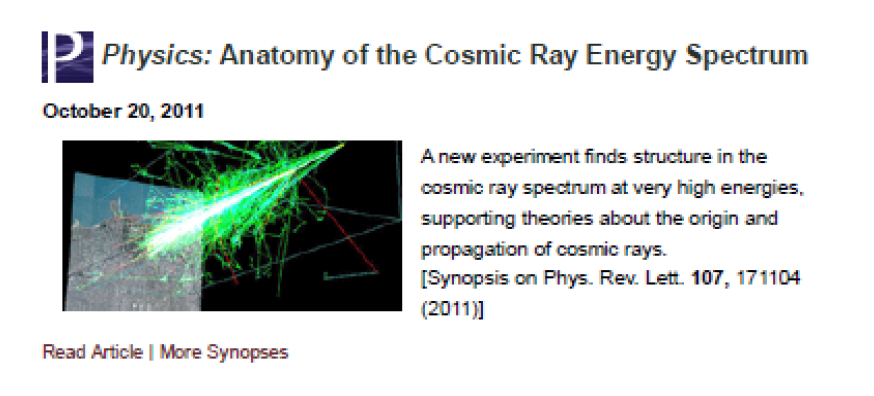 P
Physics: Anatomy of the Cosmic Ray Energy Spectrum
October 20, 2011
A new experiment finds structure in the
cosmic ray spectrum at very high energies,
supporting theories about the origin and
propagation of cosmic rays.
[Synopsis on Phys. Rev. Lett. 107, 171104
(2011)]
Read Article | More Synopses